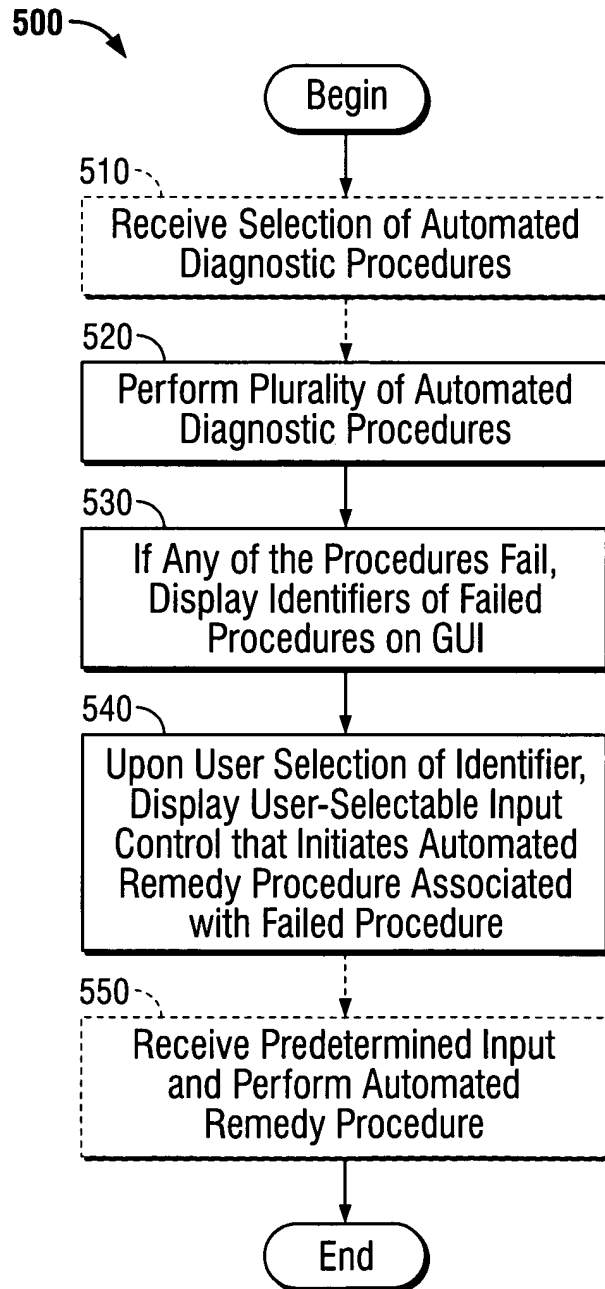 500
Begin
510
Receive Selection of Automated
Diagnostic Procedures
520
Perform Plurality of Automated
Diagnostic Procedures
530
If Any of the Procedures Fail,
Display Identifiers of Failed
Procedures on GUI
540
Upon User Selection of Identifier,
Display User-Selectable Input
Control that Initiates Automated
Remedy Procedure Associated
with Failed Procedure
550
Receive Predetermined Input
and Perform Automated
Remedy Procedure
End